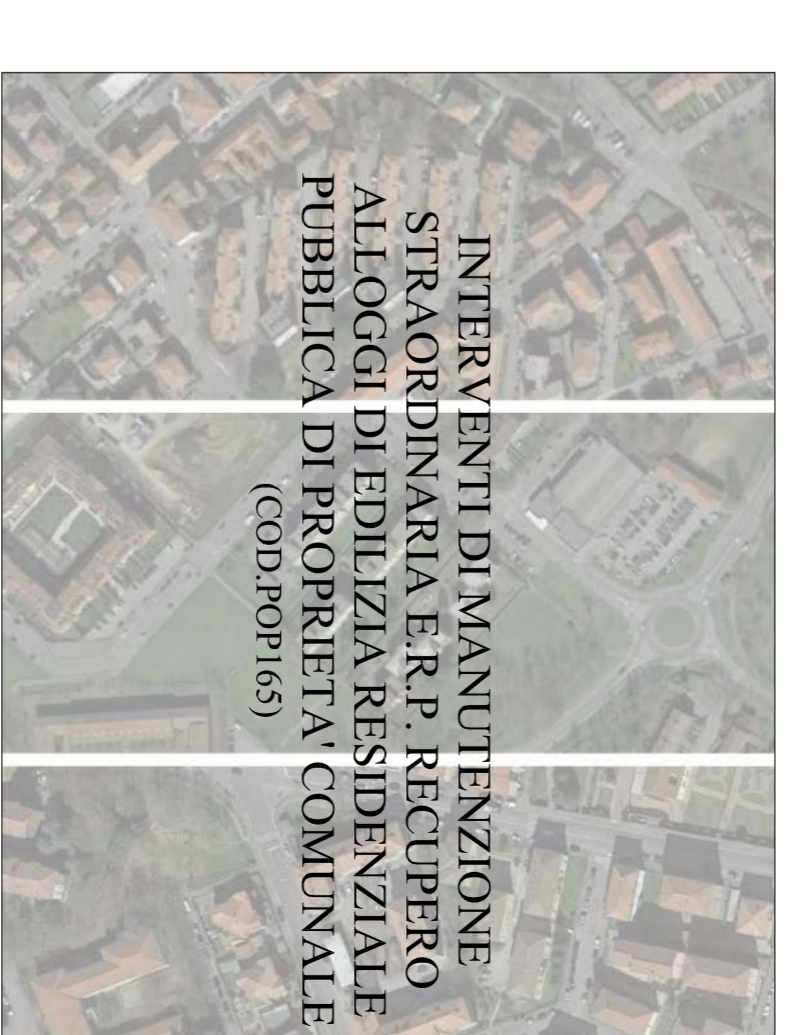 INTERVENTI DI MANUTENZIONE
STRAORDINARIA E.R.P. RECUPERO
ALLOGGI DI EDILIZIA RESIDENZIALE
PUBBLICA DI PROPRIETA' COMUNALE
(COD.POP165)